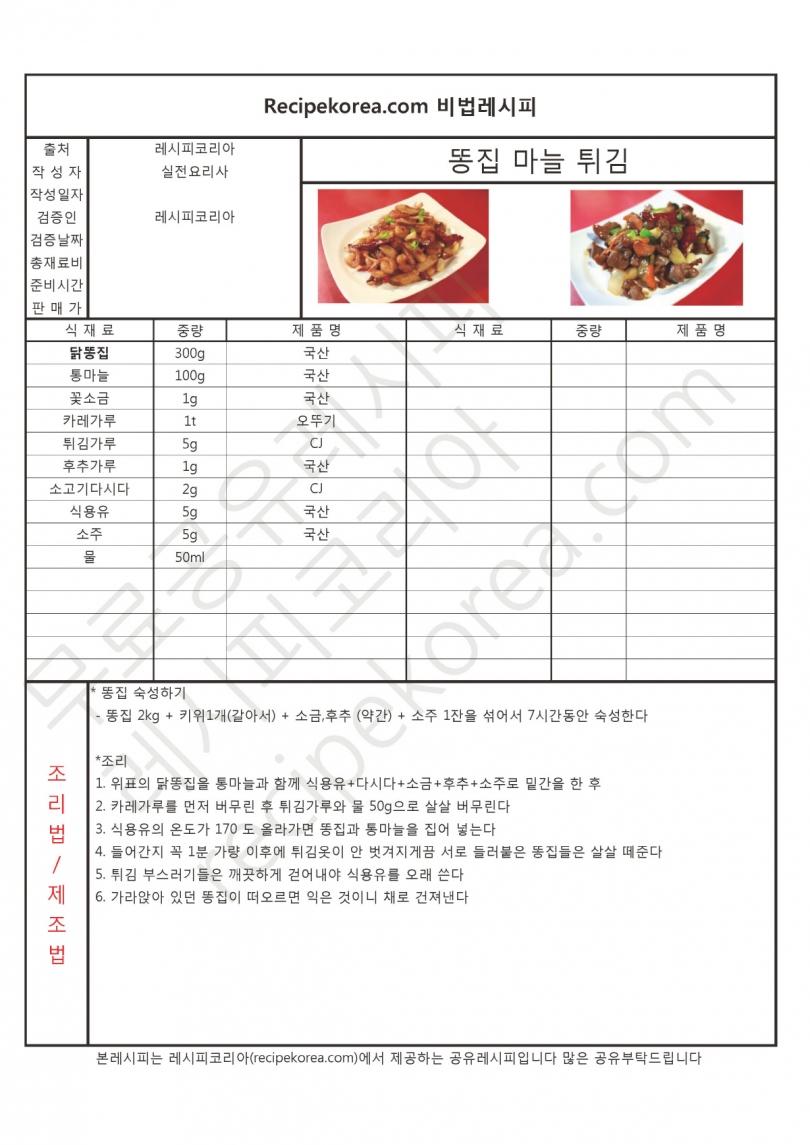 Recipekorea.com 비법레시피
출처 레시피코리아
작 성 자 실전요리사
작성일자
검증인 레시피코리아
검증날짜
총재료비
준비시간
판 매 가
똥집 마늘 튀김
식 재 료 중량 제 품 명 식 재 료 중량 제 품 명
닭똥집 300g 국산
통마늘 100g 국산
꽃소금 1g 국산
카레가루 1t 오뚜기
튀김가루 5g CJ
후추가루 1g 국산
소고기다시다 2g CJ
식용유 5g 국산
소주 5g 국산
물 50ml
조리법/제조법
* 똥집 숙성하기
- 똥집 2kg + 키위1개(갈아서) + 소금,후추 (약간) + 소주 1잔을 섞어서 7시간동안 숙성한다
*조리
1. 위표의 닭똥집을 통마늘과 함께 식용유+다시다+소금+후추+소주로 밑간을 한 후
2. 카레가루를 먼저 버무린 후 튀김가루와 물 50g으로 살살 버무린다
3. 식용유의 온도가 170 도 올라가면 똥집과 통마늘을 집어 넣는다
4. 들어간지 꼭 1분 가량 이후에 튀김옷이 안 벗겨지게끔 서로 들러붙은 똥집들은 살살 떼준다
5. 튀김 부스러기들은 깨끗하게 걷어내야 식용유를 오래 쓴다
6. 가라앉아 있던 똥집이 떠오르면 익은 것이니 채로 건져낸다
본레시피는 레시피코리아(recipekorea.com)에서 제공하는 공유레시피입니다 많은 공유부탁드립니다
무료공유레시피
레시피코리아
recipekorea.com